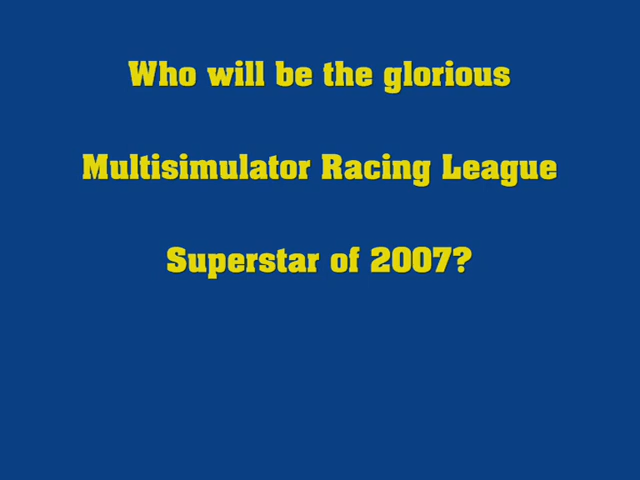 Who will be the glorious
Multisimulator Racing League
Superstar of 2007?